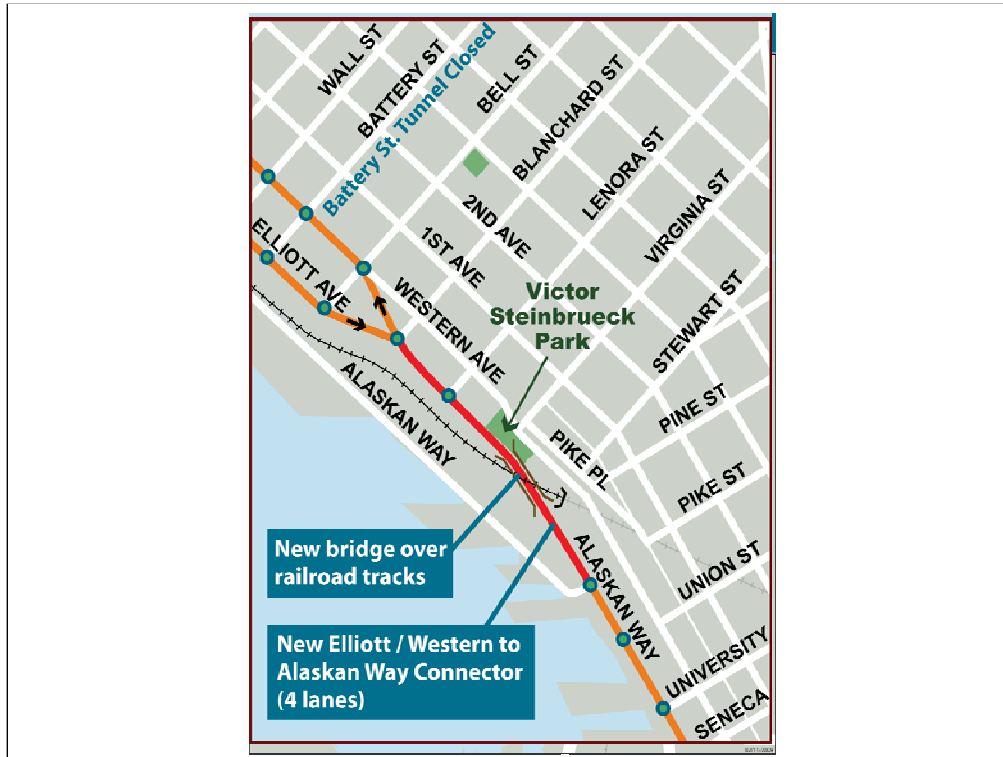 WALL ST
BATTERY ST
Battery St. Tunnel Closed
BELL ST
BLANCHARD ST
LENORA ST
VIRGINIA ST
2ND AVE
1ST AVE
ELLIOTT AVE
WESTERN AVE
Victor
Steinbrueck
Park
STEWART ST
ALASKAN WAY
PINE ST
PIKE PL
PIKE ST
New bridge over
railroad tracks
ALASKAN WAY
UNION ST
New Elliott / Western to
Alaskan Way Connector
(4 lanes)
UNIVERSITY
SENECA